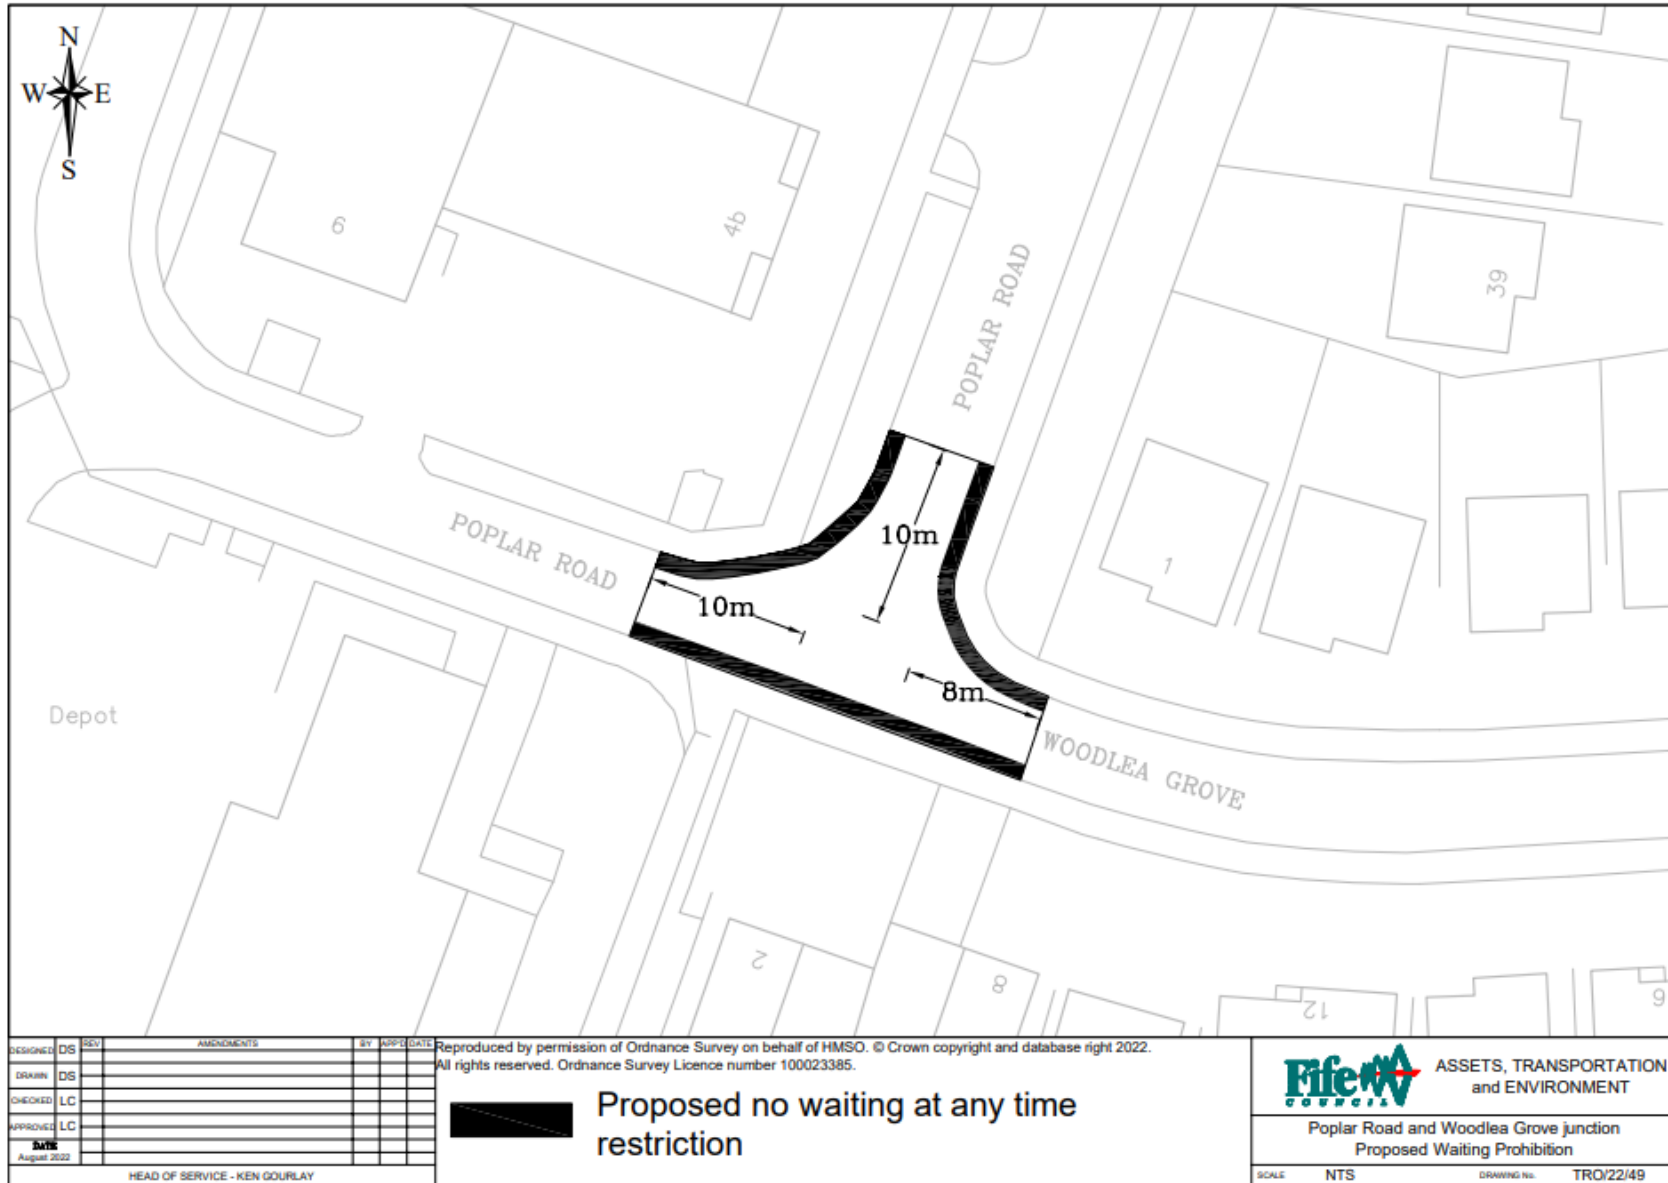 N
W E
S
6
4b
POPLAR ROAD
39
POPLAR ROAD
10m
10m
8m
1
Depot
WOODLEA GROVE
2
8
12
6
DESIGNED DS
DRAWN DS
CHECKED LC
APPROVED LC
DATE
August 2022
REV AMENDMENTS BY APP'D DATE
HEAD OF SERVICE - KEN GOURLAY
Reproduced by permission of Ordnance Survey on behalf of HMSO. © Crown copyright and database right 2022.
All rights reserved. Ordnance Survey Licence number 100023385.
Proposed no waiting at any time
restriction
Fife
COUNCIL
ASSETS, TRANSPORTATION
and ENVIRONMENT
Poplar Road and Woodlea Grove junction
Proposed Waiting Prohibition
SCALE NTS DRAWING No. TRO/22/49